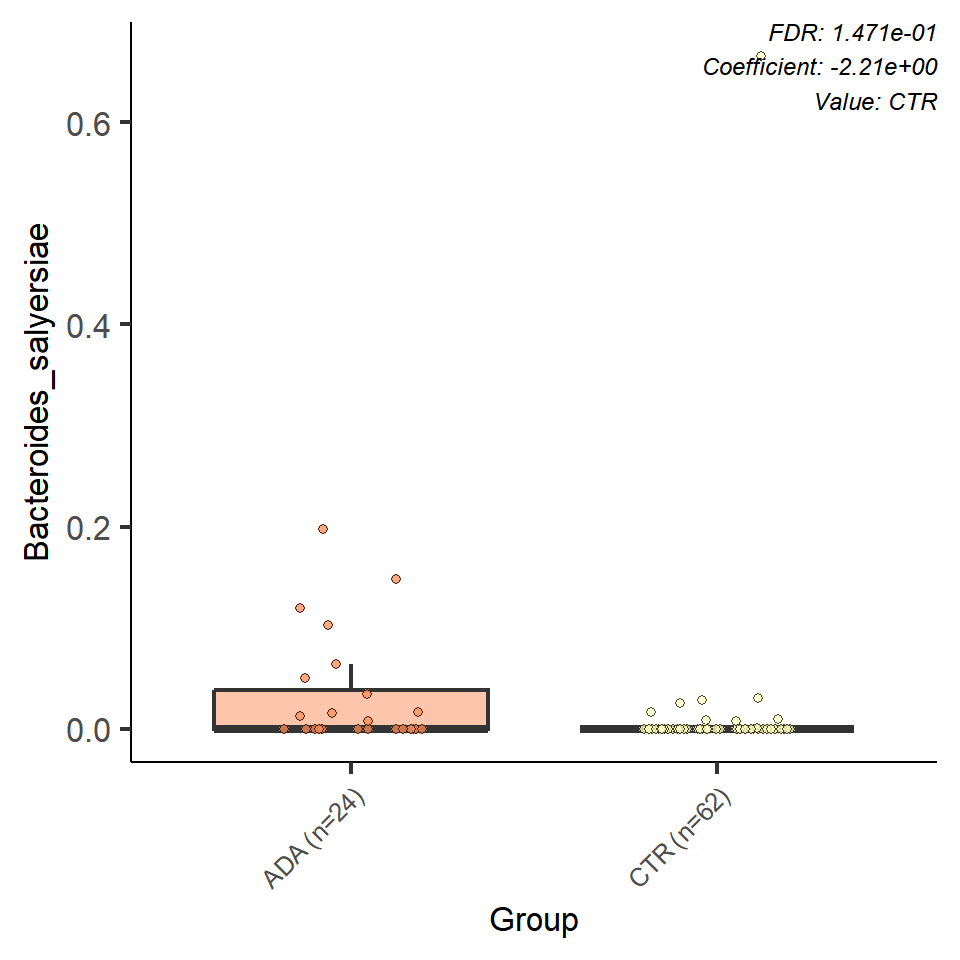 FDR: 1.471e-01
Coefficient: -2.21e+00
Value: CTR
Bacteroides_salyersiae
0.6
0.4
0.2
0.0
ADA (n=24)
CTR (n=62)
Group